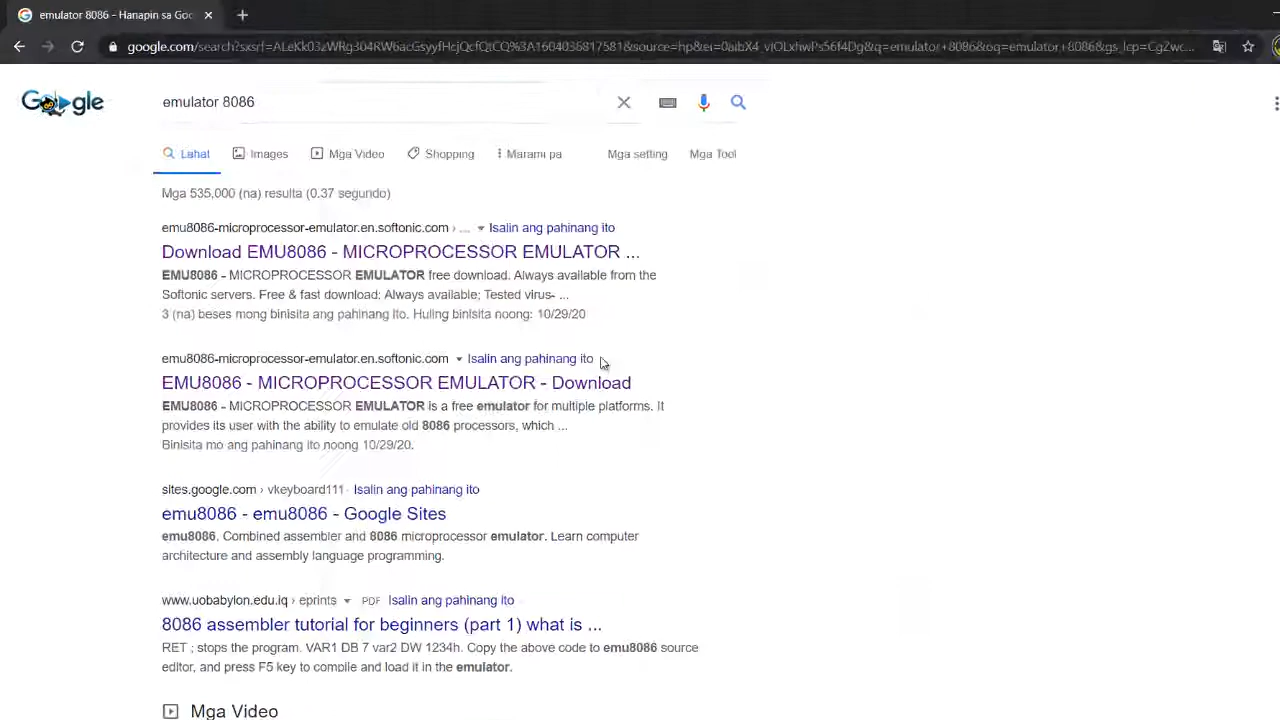 emulator 8086 - Hanapin sa Goo
google.com/search?sxsrf=ALeKk03zWRg304RW6acGsyyfHcjQcfQtCQ%3A1604036817581&source=hp&ei=0aibX4_vIOLxhwPs56f4Dg&q=emulator+8086&oq=emulator+8086&gs_lcp=CgZwc...
Google
emulator 8086
Lahat Images Mga Video Shopping Marami pa Mga setting Mga Tool
Mga 535,000 (na) resulta (0.37 segundo)
emu8086-microprocessor-emulator.en.softonic.com › ... Isalin ang pahinang ito
Download EMU8086 - MICROPROCESSOR EMULATOR ...
EMU8086 - MICROPROCESSOR EMULATOR free download. Always available from the
Softonic servers. Free & fast download; Always available; Tested virus- ...
3 (na) beses mong binisita ang pahinang ito. Huling binisita noong: 10/29/20
emu8086-microprocessor-emulator.en.softonic.com Isalin ang pahinang ito
EMU8086 - MICROPROCESSOR EMULATOR - Download
EMU8086 - MICROPROCESSOR EMULATOR is a free emulator for multiple platforms. It
provides its user with the ability to emulate old 8086 processors, which ...
Binisita mo ang pahinang ito noong 10/29/20.
sites.google.com › vkeyboard111 Isalin ang pahinang ito
emu8086 - emu8086 - Google Sites
emu8086. Combined assembler and 8086 microprocessor emulator. Learn computer
architecture and assembly language programming.
www.uobabylon.edu.iq › eprints PDF Isalin ang pahinang ito
8086 assembler tutorial for beginners (part 1) what is ...
RET ; stops the program. VAR1 DB 7 var2 DW 1234h. Copy the above code to emu8086 source
editor, and press F5 key to compile and load it in the emulator.
Mga Video